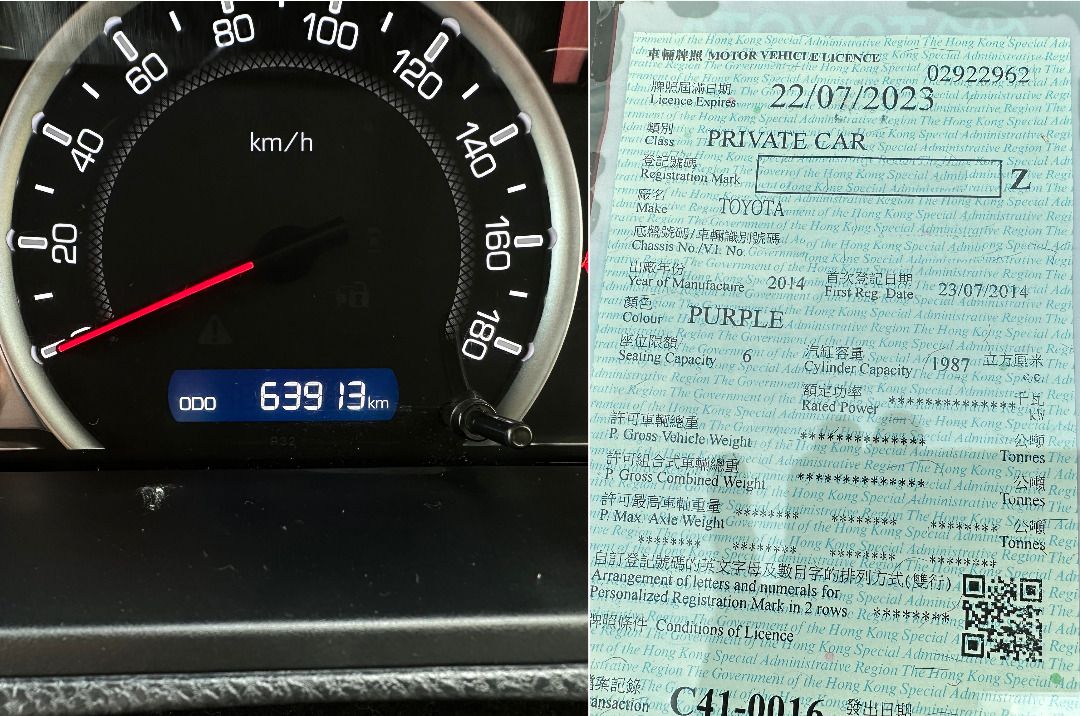 20
40
60
80
100
120
140
160
180
km/h
ODO 63913 km
車輛牌照 MOTOR VEHICLE LICENCE
02922962
牌照屆滿日期
Licence Expires 22/07/2023
類別
Class PRIVATE CAR
登記號碼
Registration Mark Z
廠名
Make TOYOTA
底盤號碼/車輛識別號碼
Chassis No./V.I. No.
出廠年份 首次登記日期
Year of Manufacture 2014 First Reg. Date 23/07/2014
顏色
Colour PURPLE
座位限額 汽缸容量 立方厘米
Seating Capacity 6 Cylinder Capacity 1987 c.c.
額定功率 千瓦
Rated Power ************* kW
許可車輛總重 公噸
P. Gross Vehicle Weight ************* Tonnes
許可組合式車輛總重 公噸
P. Gross Combined Weight ************* Tonnes
許可最高車軸重量 公噸
P. Max. Axle Weight ******** ******** ******** Tonnes
******** ******** ******** ********
自訂登記號碼的英文字母及數目字的排列方式(雙行)
Arrangement of letters and numerals for
Personalized Registration Mark in 2 rows ********
牌照條件 Conditions of Licence
C41-0016 發出日期